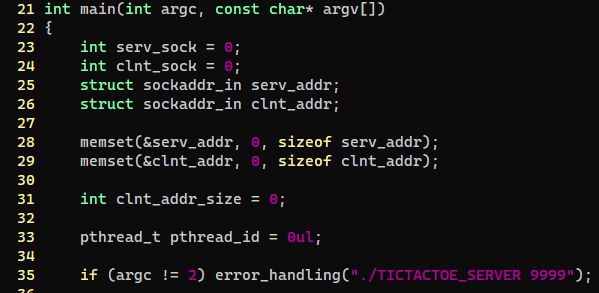 21 int main(int argc, const char* argv[])
22 {
23     int serv_sock = 0;
24     int clnt_sock = 0;
25     struct sockaddr_in serv_addr;
26     struct sockaddr_in clnt_addr;
27
28     memset(&serv_addr, 0, sizeof serv_addr);
29     memset(&clnt_addr, 0, sizeof clnt_addr);
30
31     int clnt_addr_size = 0;
32
33     pthread_t pthread_id = 0ul;
34
35     if (argc != 2) error_handling("./TICTACTOE_SERVER 9999");